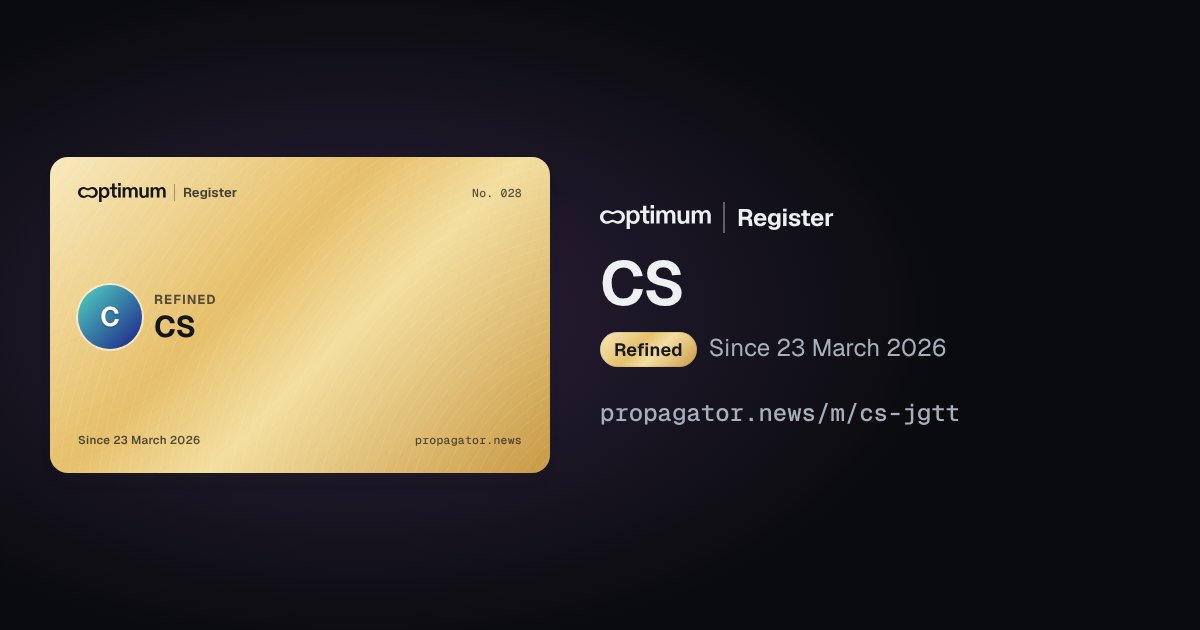 optimum | Register
No. 028
C
REFINED
CS
Since 23 March 2026
propagator.news
optimum | Register
CS
Refined
Since 23 March 2026
propagator.news/m/cs-jgtt